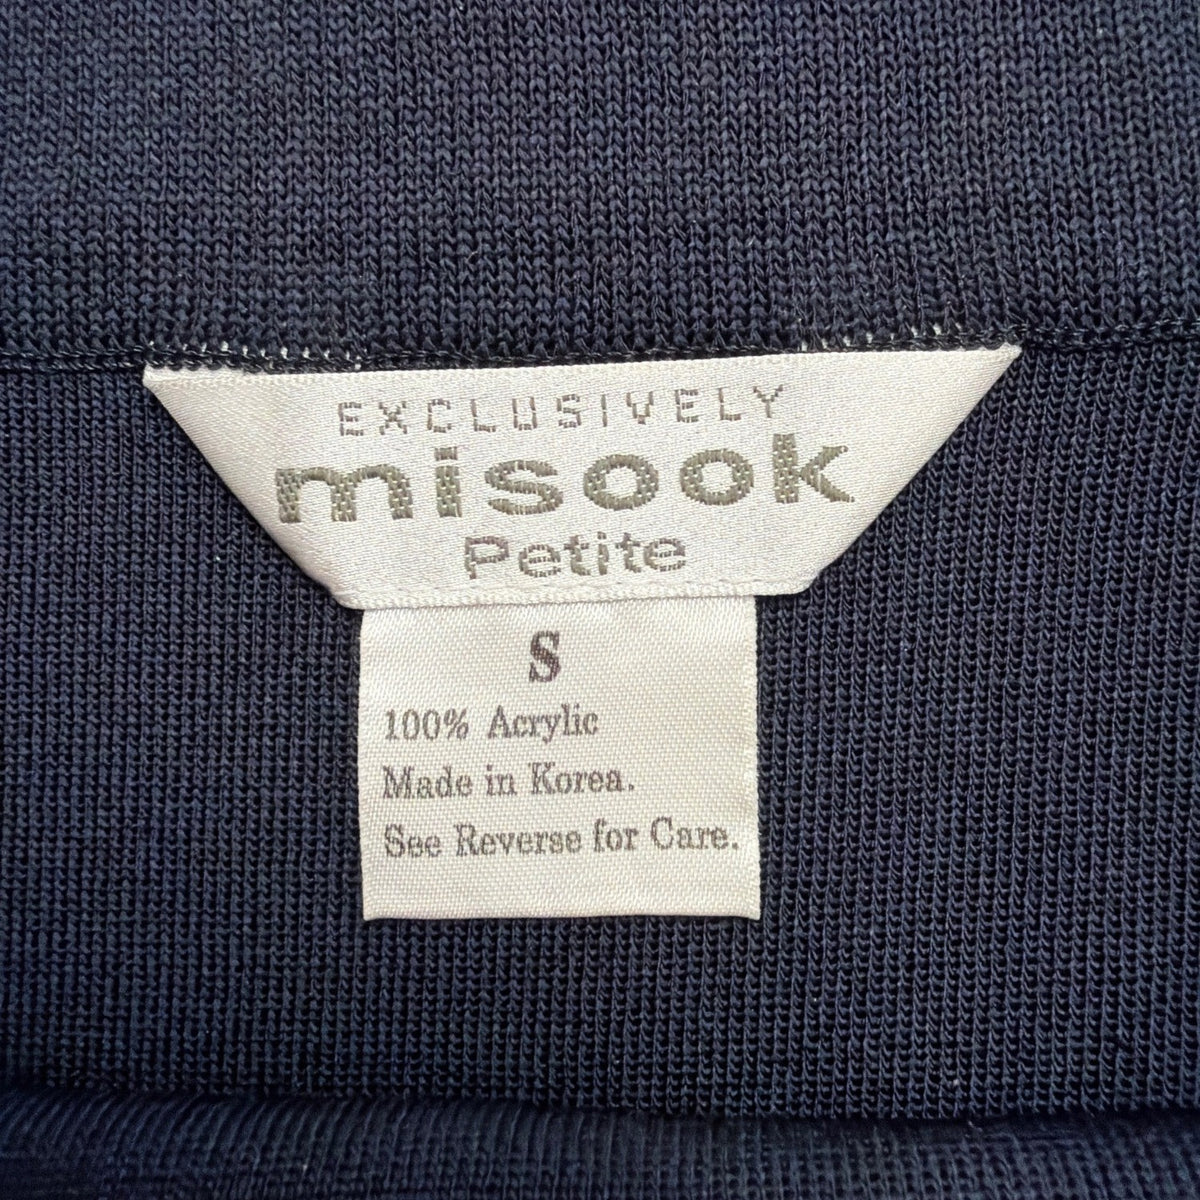 EXCLUSIVELY
misook
Petite
S
100% Acrylic
Made in Korea.
See Reverse for Care.